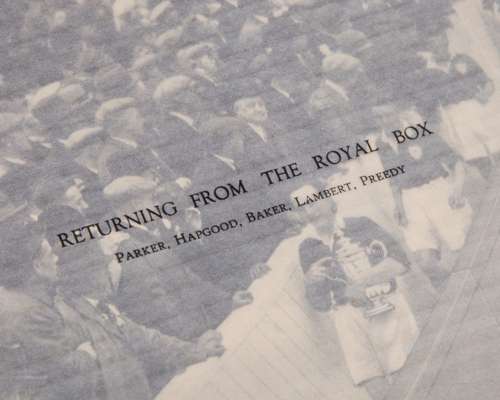 RETURNING FROM THE ROYAL BOX
PARKER, HAPGOOD, BAKER, LAMBERT, PREEDY